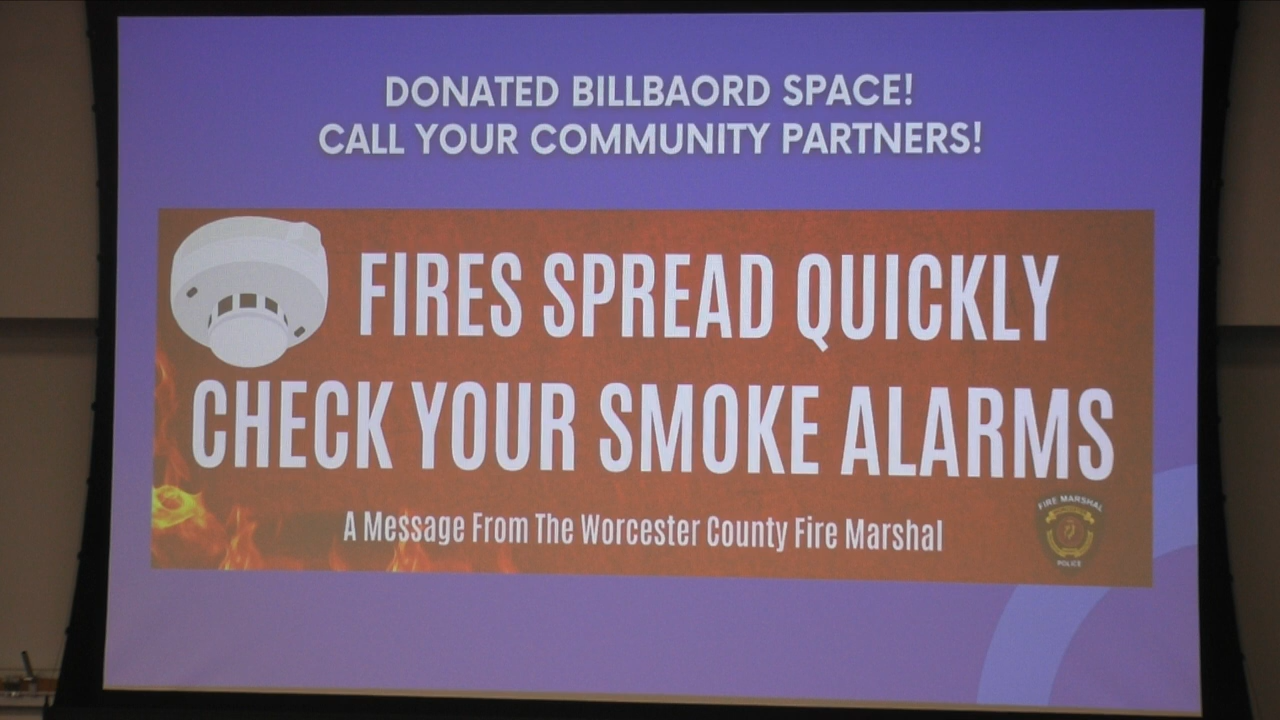 DONATED BILLBAORD SPACE!
CALL YOUR COMMUNITY PARTNERS!
FIRES SPREAD QUICKLY
CHECK YOUR SMOKE ALARMS
A Message From The Worcester County Fire Marshal
FIRE MARSHAL
POLICE